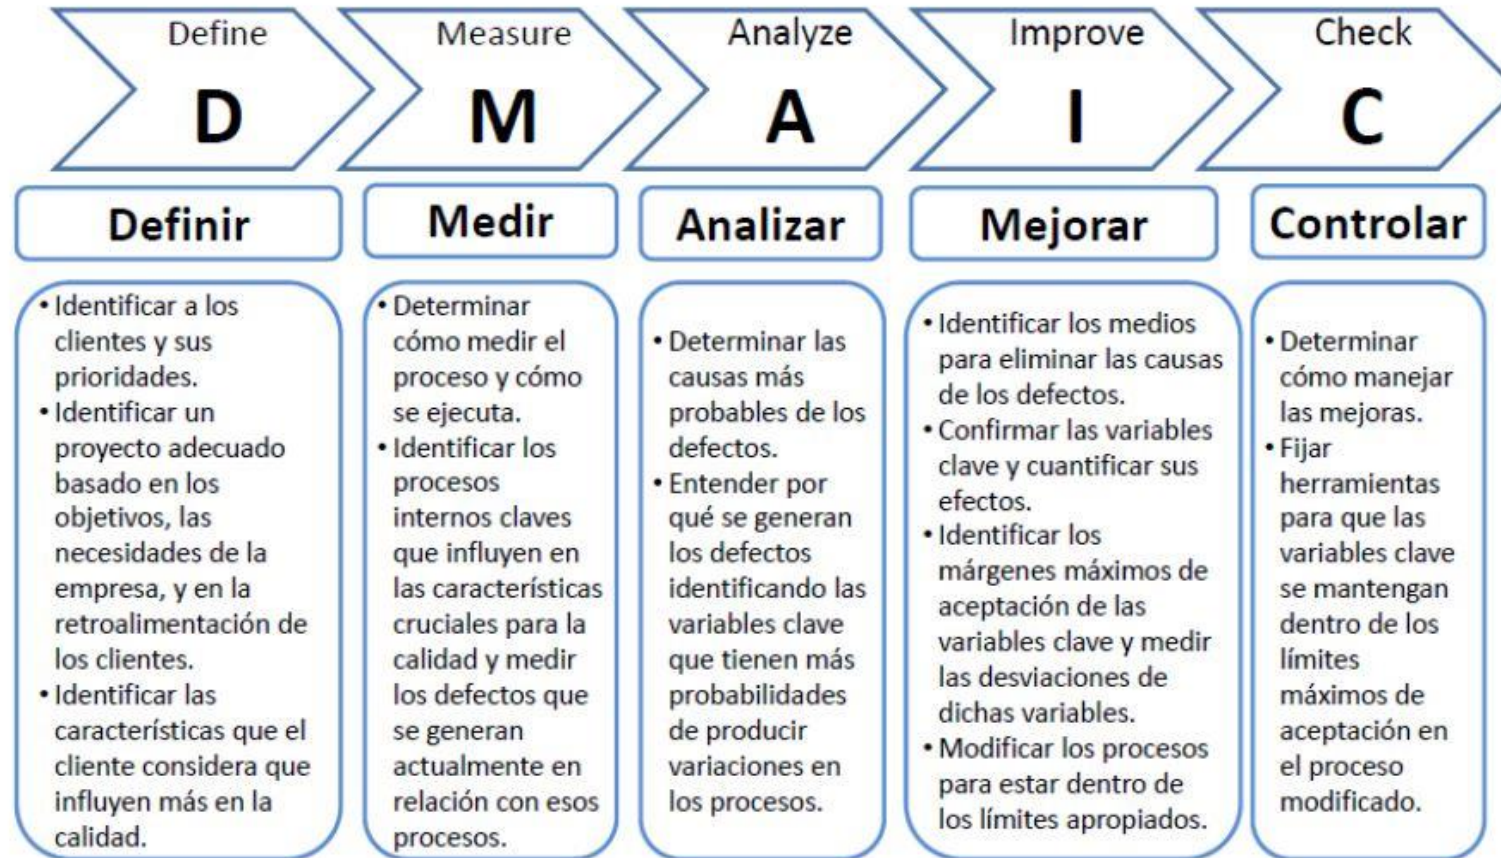 Define
D
Measure
M
Analyze
A
Improve
I
Check
C
Definir
Medir
Analizar
Mejorar
Controlar
• Identificar a los
clientes y sus
prioridades.
• Identificar un
proyecto adecuado
basado en los
objetivos, las
necesidades de la
empresa, y en la
retroalimentación de
los clientes.
• Identificar las
características que el
cliente considera que
influyen más en la
calidad.
• Determinar
cómo medir el
proceso y cómo
se ejecuta.
• Identificar los
procesos
internos claves
que influyen en
las características
cruciales para la
calidad y medir
los defectos que
se generan
actualmente en
relación con esos
procesos.
• Determinar las
causas más
probables de los
defectos.
• Entender por
qué se generan
los defectos
identificando las
variables clave
que tienen más
probabilidades
de producir
variaciones en
los procesos.
• Identificar los medios
para eliminar las causas
de los defectos.
• Confirmar las variables
clave y cuantificar sus
efectos.
• Identificar los
márgenes máximos de
aceptación de las
variables clave y medir
las desviaciones de
dichas variables.
• Modificar los procesos
para estar dentro de
los límites apropiados.
• Determinar
cómo manejar
las mejoras.
• Fijar
herramientas
para que las
variables clave
se mantengan
dentro de los
límites
máximos de
aceptación en
el proceso
modificado.